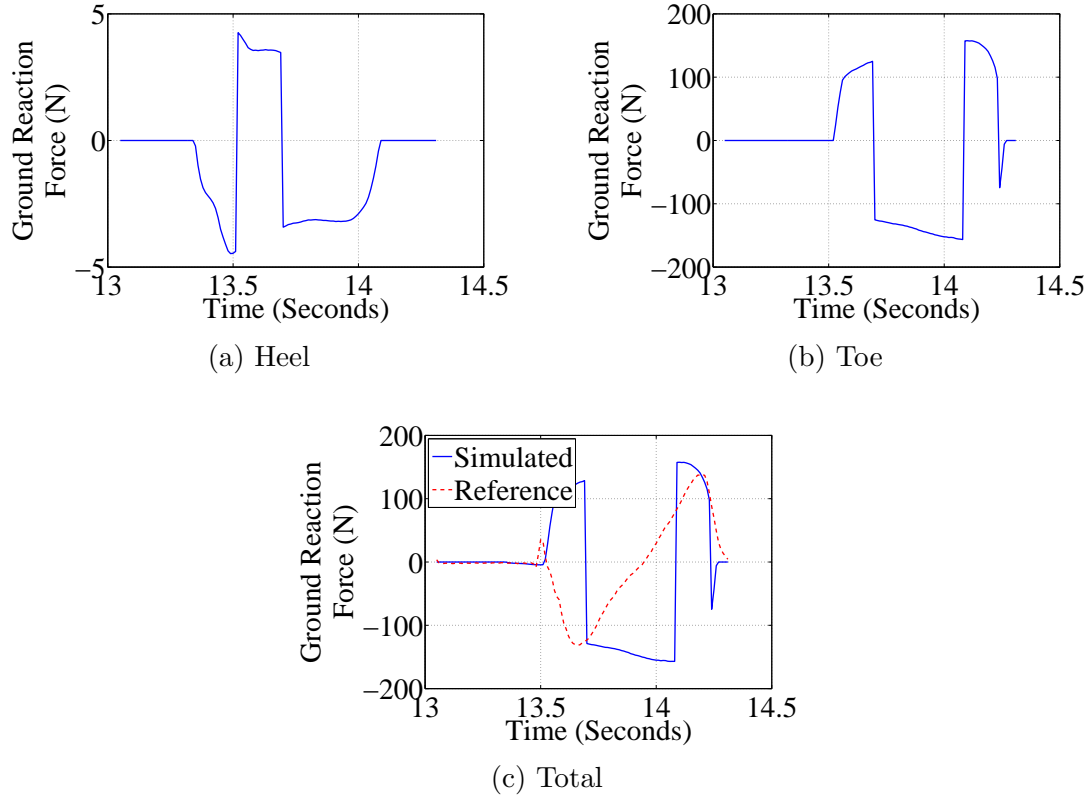 Ground Reaction
Force (N)
5
0
−5
13
13.5
14
14.5
Time (Seconds)
(a) Heel
Ground Reaction
Force (N)
200
100
0
−100
−200
13
13.5
14
14.5
Time (Seconds)
(b) Toe
Ground Reaction
Force (N)
200
100
0
−100
−200
Simulated
Reference
13
13.5
14
14.5
Time (Seconds)
(c) Total